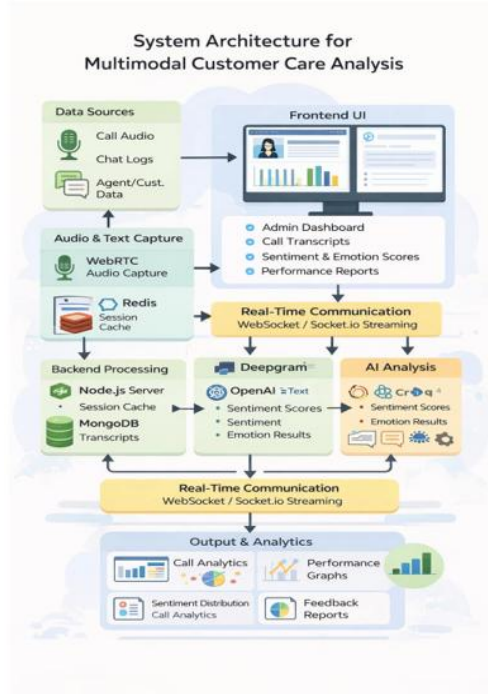 System Architecture for
Multimodal Customer Care Analysis
Data Sources
Call Audio
Chat Logs
Agent/Cust.
Data
Frontend UI
Admin Dashboard
Call Transcripts
Sentiment & Emotion Scores
Performance Reports
Audio & Text Capture
WebRTC
Audio Capture
Redis
Session
Cache
Real-Time Communication
WebSocket / Socket.io Streaming
Backend Processing
Node.js Server
Session Cache
MongoDB
Transcripts
Deepgram
OpenAI Text
Sentiment Scores
Sentiment
Emotion Results
AI Analysis
Sentiment Scores
Emotion Results
Real-Time Communication
WebSocket / Socket.io Streaming
Output & Analytics
Call Analytics
Performance
Graphs
Sentiment Distribution
Call Analytics
Feedback
Reports